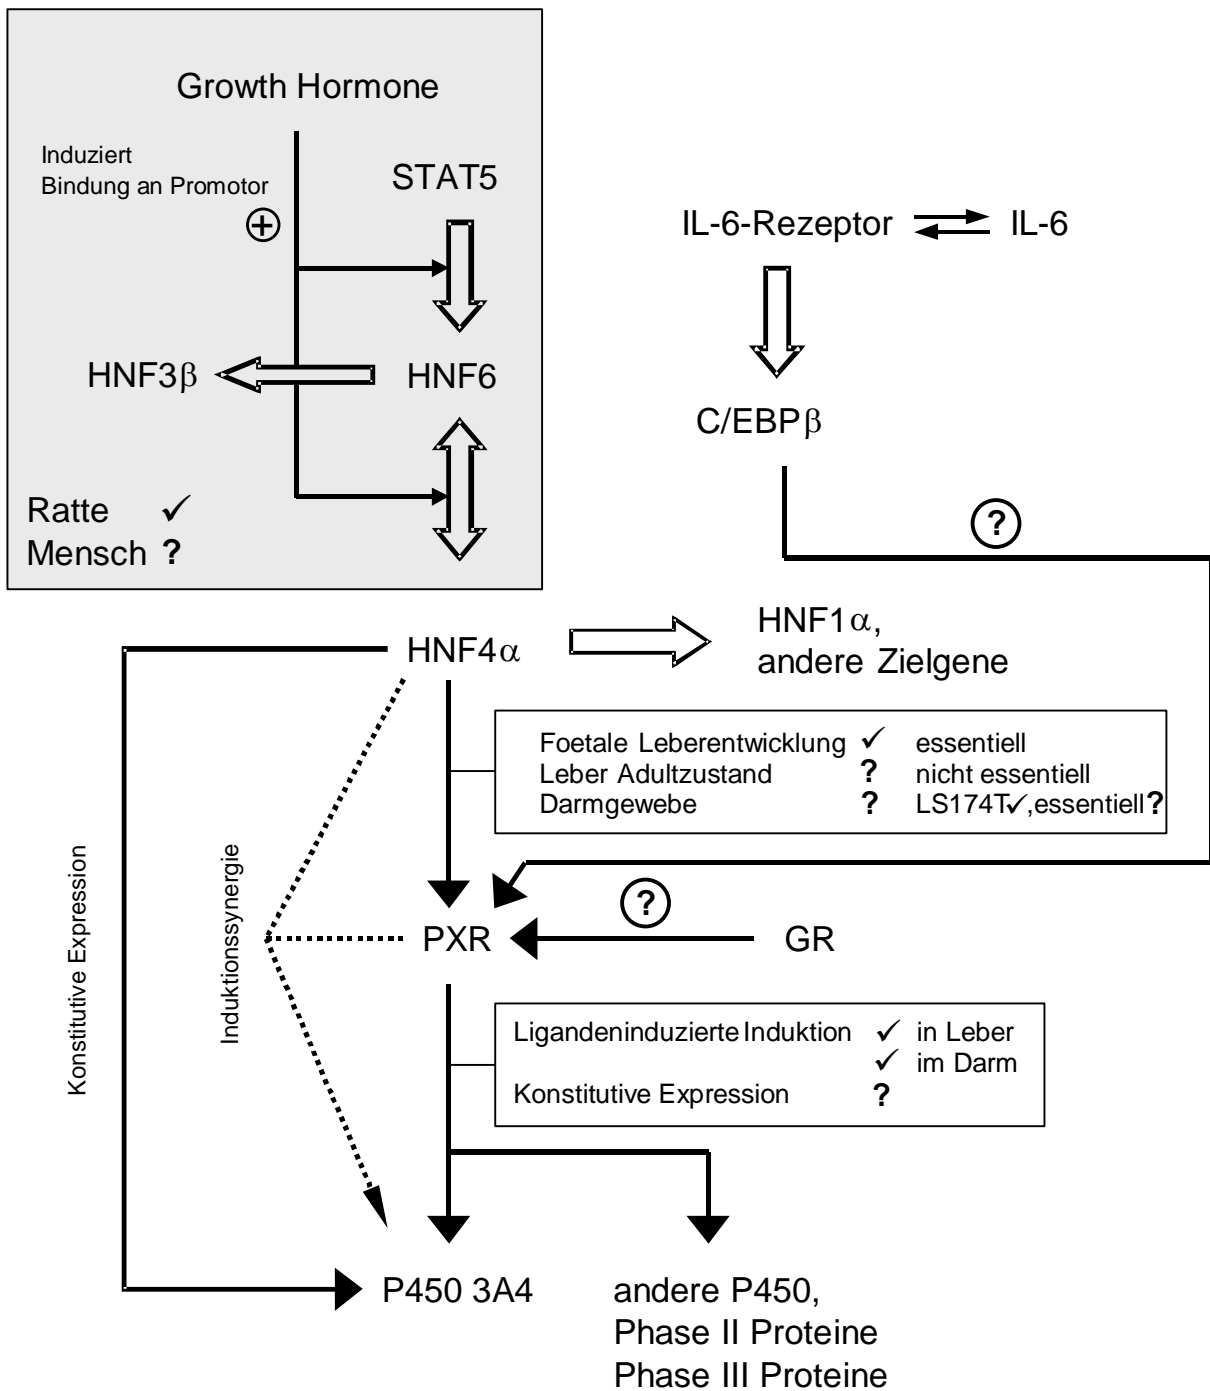 Growth Hormone
Induziert
Bindung an Promotor
+
STAT5
HNF3β
HNF6
Ratte ✓
Mensch ?
IL-6-Rezeptor IL-6
C/EBPβ
?
HNF4α
HNF1α,
andere Zielgene
Foetale Leberentwicklung ✓ essentiell
Leber Adultzustand ? nicht essentiell
Darmgewebe ? LS174T✓,essentiell?
Konstitutive Expression
Induktionssynergie
?
PXR
GR
Ligandeninduzierte Induktion ✓ in Leber
✓ im Darm
Konstitutive Expression ?
P450 3A4
andere P450,
Phase II Proteine
Phase III Proteine